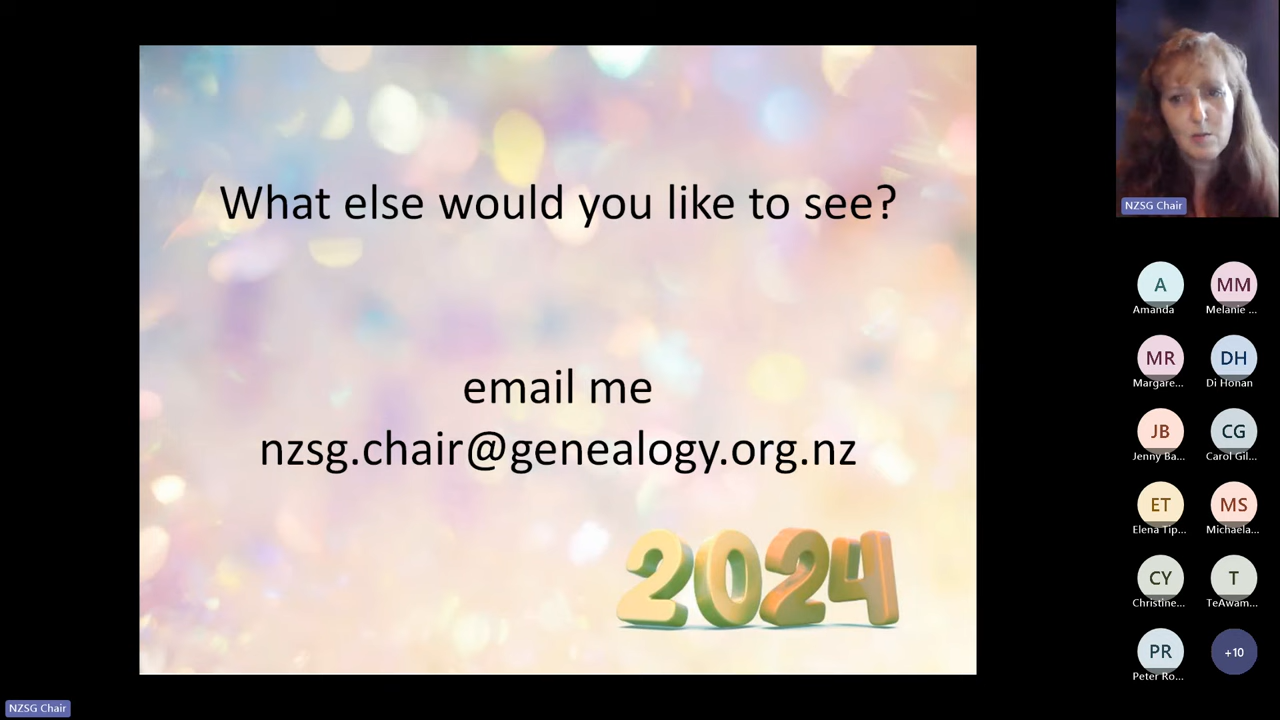 What else would you like to see?
email me
nzsg.chair@genealogy.org.nz
2024
NZSG Chair
A
MM
Amanda
Melanie ...
MR
DH
Margare...
Di Honan
JB
CG
Jenny Ba...
Carol Gil...
ET
MS
Elena Tip...
Michaela...
CY
T
Christine...
TeAwam...
PR
+10
Peter Ro...
NZSG Chair